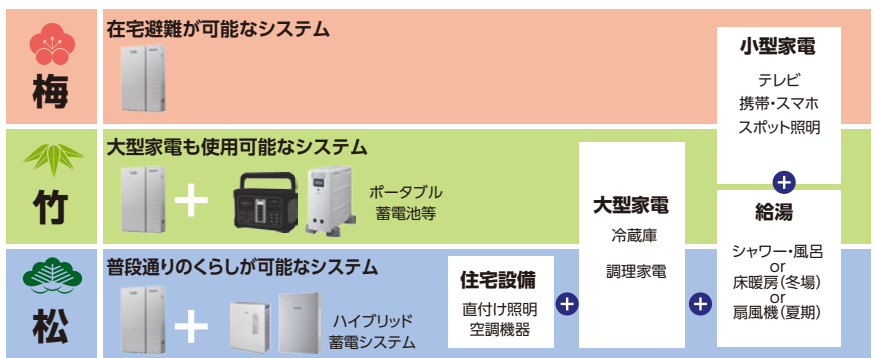 梅
在宅避難が可能なシステム
小型家電
テレビ
携帯・スマホ
スポット照明
竹
大型家電も使用可能なシステム
+
ポータブル
蓄電池等
大型家電
冷蔵庫
調理家電
+
給湯
シャワー・風呂
or
床暖房(冬場)
or
扇風機(夏期)
松
普段通りのくらしが可能なシステム
+
ハイブリッド
蓄電システム
住宅設備
直付け照明
空調機器
+
+